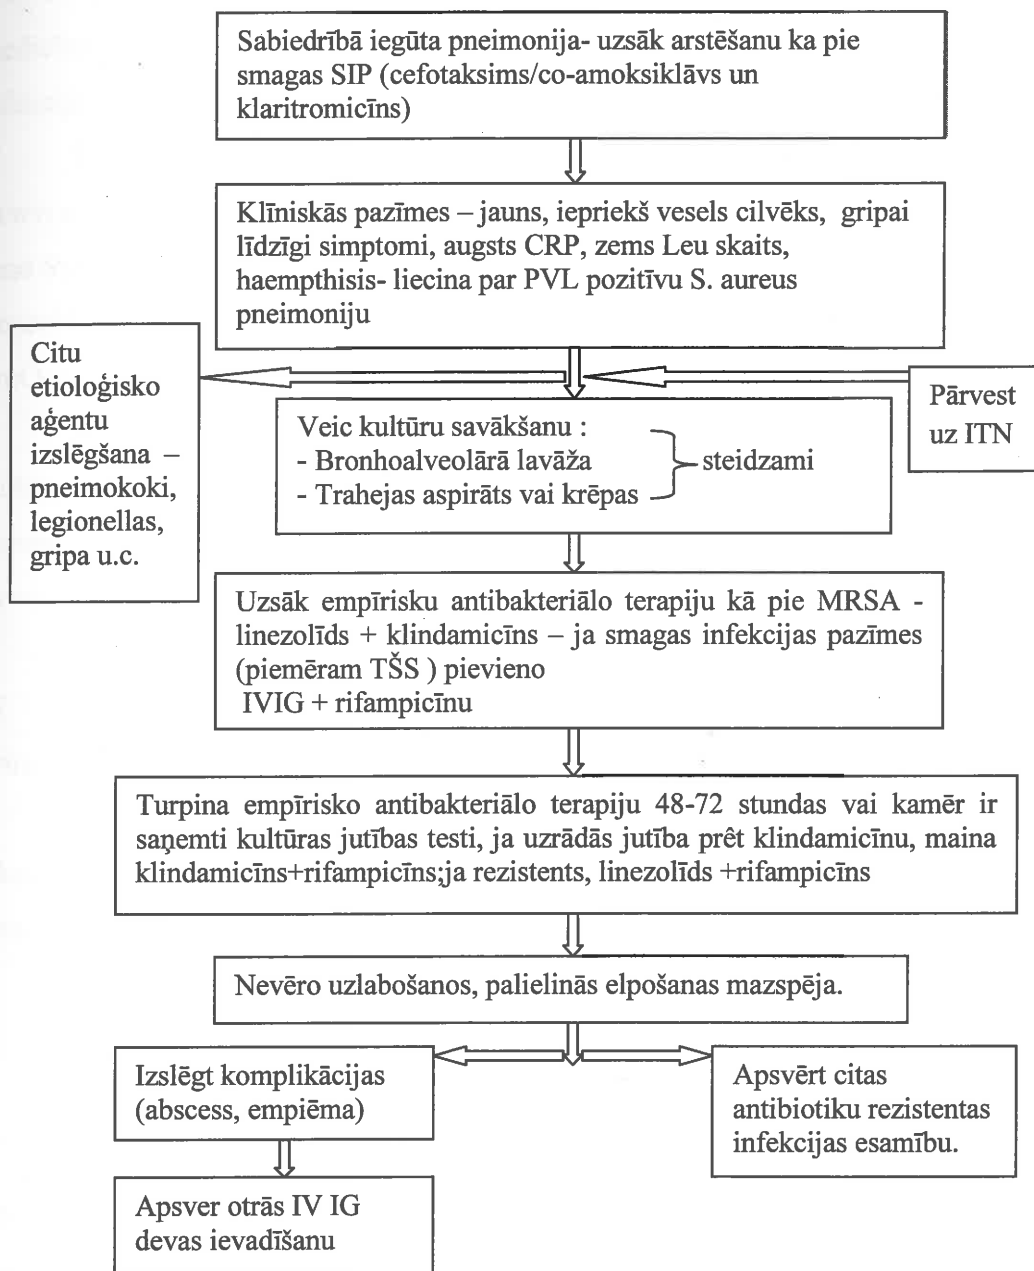 Sabiedrībā iegūta pneimonija- uzsāk arstēšanu ka pie
smagas SIP (cefotaksims/co-amoksiklāvs un
klaritromicīns)
Klīniskās pazīmes – jauns, iepriekš vesels cilvēks, gripai
līdzīgi simptomi, augsts CRP, zems Leu skaits,
haempthisis- liecina par PVL pozitīvu S. aureus
pneimoniju
Citu
etioloģisko
aģentu
izslēgšana –
pneimokoki,
legionellas,
gripa u.c.
Pārvest
uz ITN
Veic kultūru savākšanu :
- Bronhoalveolārā lavāža
- Trahejas aspirāts vai krēpas
steidzami
Uzsāk empīrisku antibakteriālo terapiju kā pie MRSA -
linezolīds + klindamicīns – ja smagas infekcijas pazīmes
(piemēram TŠS ) pievieno
IVIG + rifampicīnu
Turpina empīrisko antibakteriālo terapiju 48-72 stundas vai kamēr ir
saņemti kultūras jutības testi, ja uzrādās jutība prêt klindamicīnu, maina
klindamicīns+rifampicīns;ja rezistents, linezolīds +rifampicīns
Nevēro uzlabošanos, palielinās elpošanas mazspēja.
Izslēgt komplikācijas
(abscess, empiēma)
Apsvērt citas
antibiotiku rezistentas
infekcijas esamību.
Apsver otrās IV IG
devas ievadīšanu